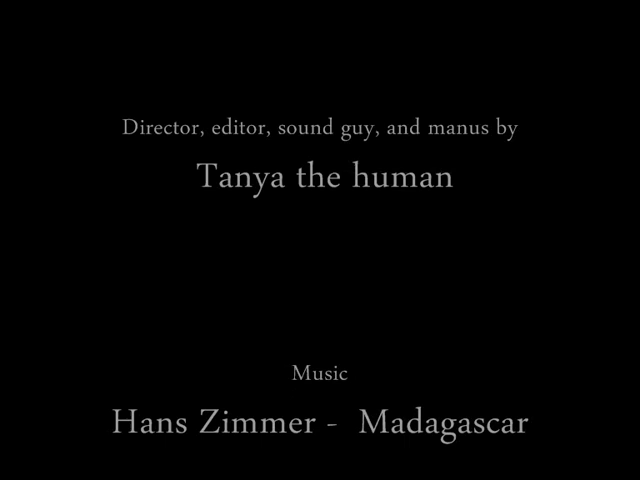 Director, editor, sound guy, and manus by
Tanya the human
Music
Hans Zimmer - Madagascar